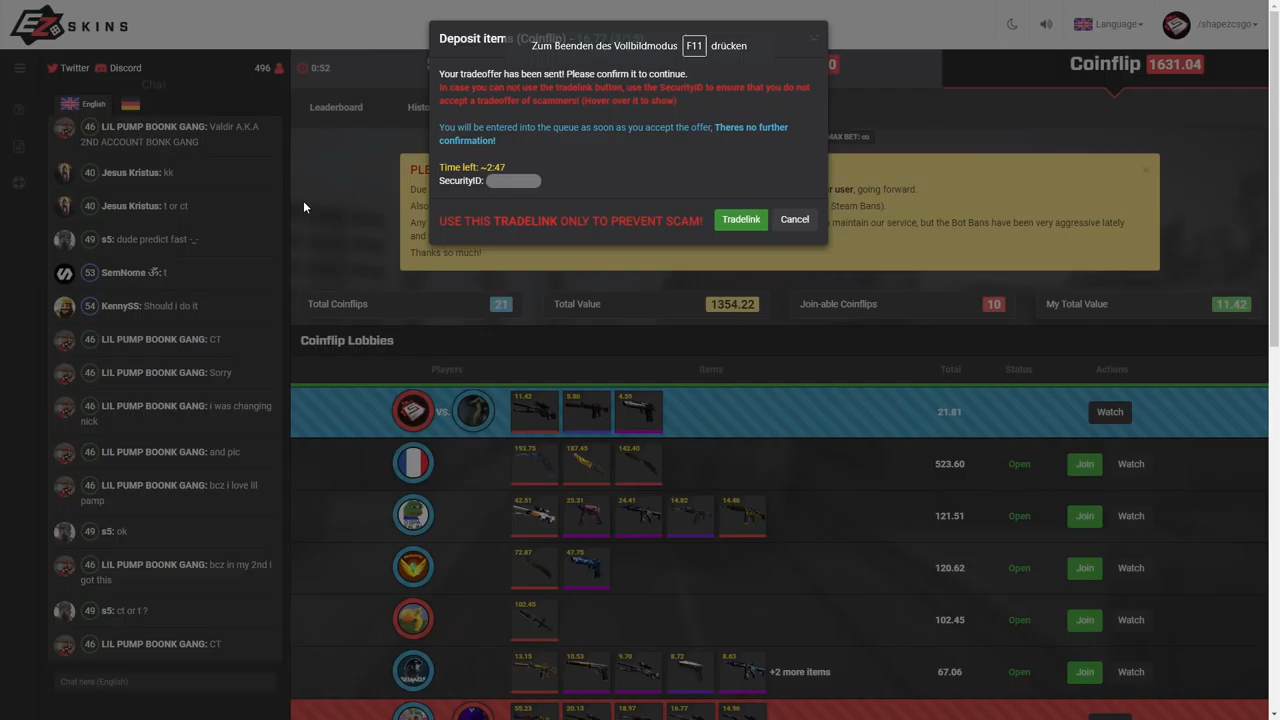 EZ SKINS
Language
/shapezcsgo
Twitter
Discord
496
0:52
Coinflip 1631.04
Chat
English
Leaderboard
MAX BET: ∞
Deposit items (Coinflip)
Zum Beenden des Vollbildmodus F11 drücken
Your tradeoffer has been sent! Please confirm it to continue.
In case you can not use the tradelink button, use the SecurityID to ensure that you do not
accept a tradeoffer of scammers! (Hover over it to show)
You will be entered into the queue as soon as you accept the offer, Theres no further
confirmation!
Time left: ~2:47
SecurityID:
USE THIS TRADELINK ONLY TO PREVENT SCAM!
Tradelink
Cancel
46 LIL PUMP BOONK GANG: Valdir A.K.A
2ND ACCOUNT BONK GANG
40 Jesus Kristus: kk
40 Jesus Kristus: t or ct
49 s5: dude predict fast -_-
53 SemNome ॐ: t
54 KennySS: Should i do it
46 LIL PUMP BOONK GANG: CT
46 LIL PUMP BOONK GANG: Sorry
46 LIL PUMP BOONK GANG: i was changing
nick
46 LIL PUMP BOONK GANG: and pic
46 LIL PUMP BOONK GANG: bcz i love lil
pamp
49 s5: ok
46 LIL PUMP BOONK GANG: bcz in my 2nd i
got this
49 s5: ct or t ?
46 LIL PUMP BOONK GANG: CT
Chat here (English)
user, going forward.
Steam Bans).
maintain our service, but the Bot Bans have been very aggressively lately
and
Thanks so much!
Total Coinflips 21
Total Value 1354.22
Join-able Coinflips 10
My Total Value 11.42
Coinflip Lobbies
Players Items Total Status Actions
VS. 11.42 5.80 4.59 21.81 Watch
193.75 187.45 142.40 523.60 Open Join Watch
42.51 25.31 24.41 14.82 14.46 121.51 Open Join Watch
72.87 47.75 120.62 Open Join Watch
102.45 102.45 Open Join Watch
13.15 10.53 9.70 8.72 8.63 +2 more items 67.06 Open Join Watch
55.23 20.13 18.97 16.77 14.96